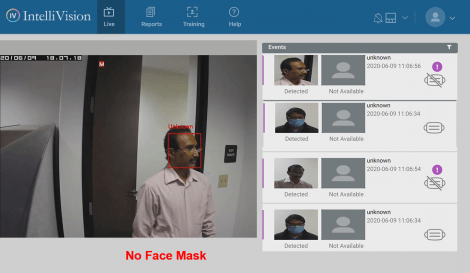 IV IntelliVision
Live
Reports
Training
Help
2018/06/09 18.07.18
M
Unknown
No Face Mask
Events
unknown
2020-06-09 11:06:56
Detected
Not Available
unknown
2020-06-09 11:06:34
Detected
Not Available
unknown
2020-06-09 11:06:54
Detected
Not Available
unknown
2020-06-09 11:06:34
Detected
Not Available